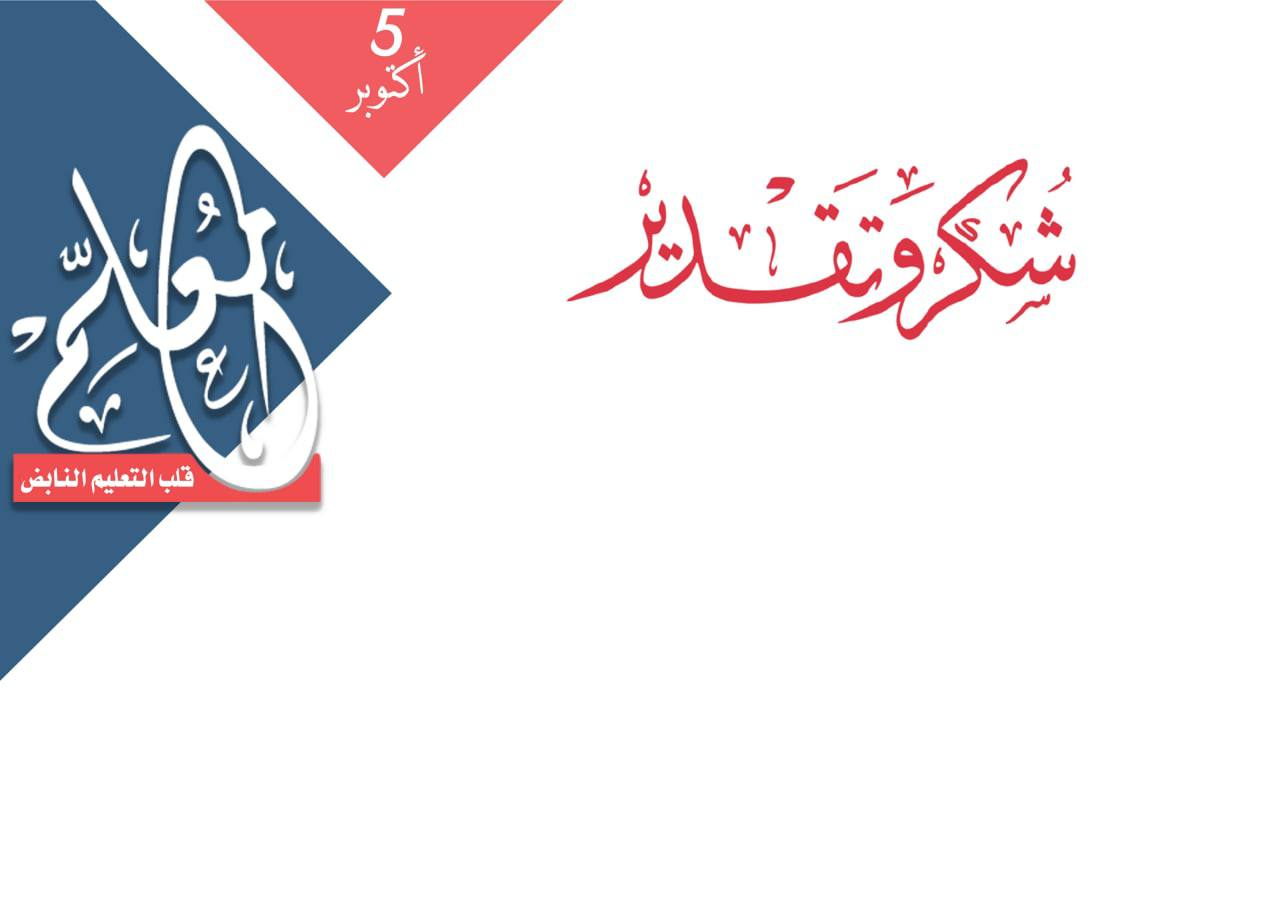 5
أكتوبر
شكر وتقدير
المعلم
قلب التعليم النابض